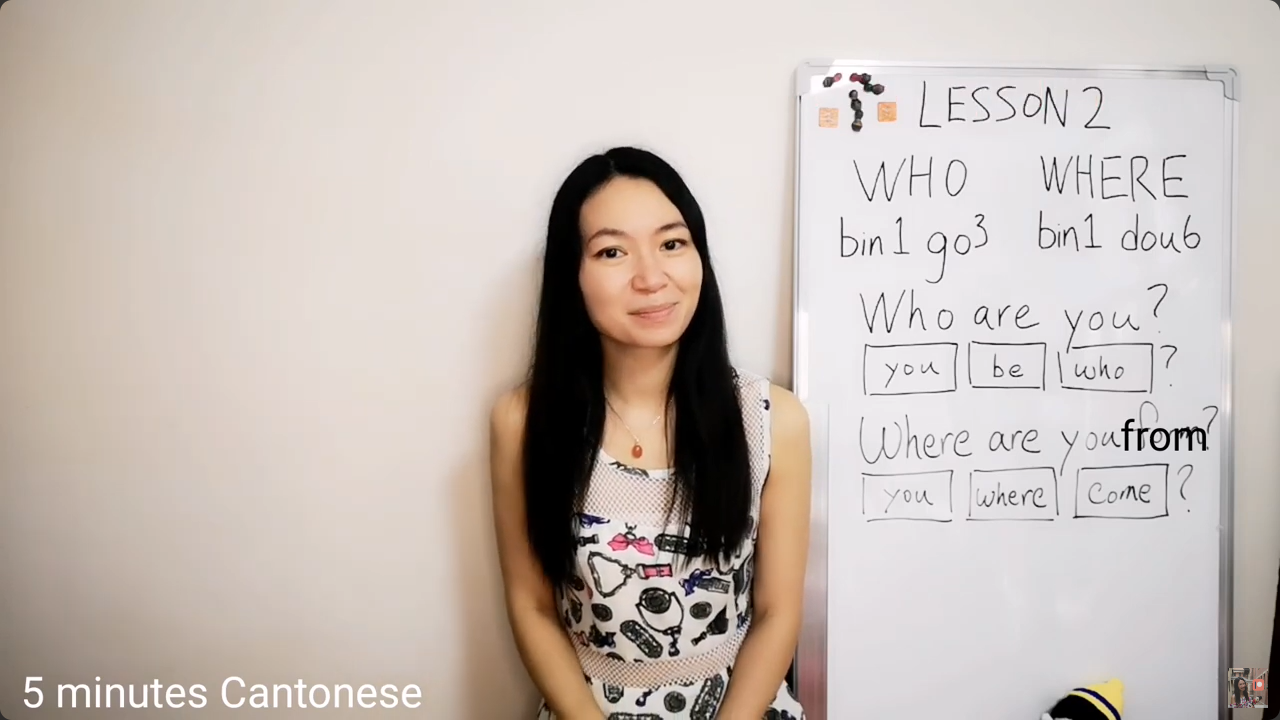 LESSON 2
WHO WHERE
bin1 go3 bin1 dou6
Who are you?
you be who ?
Where are you from?
you where come ?
5 minutes Cantonese